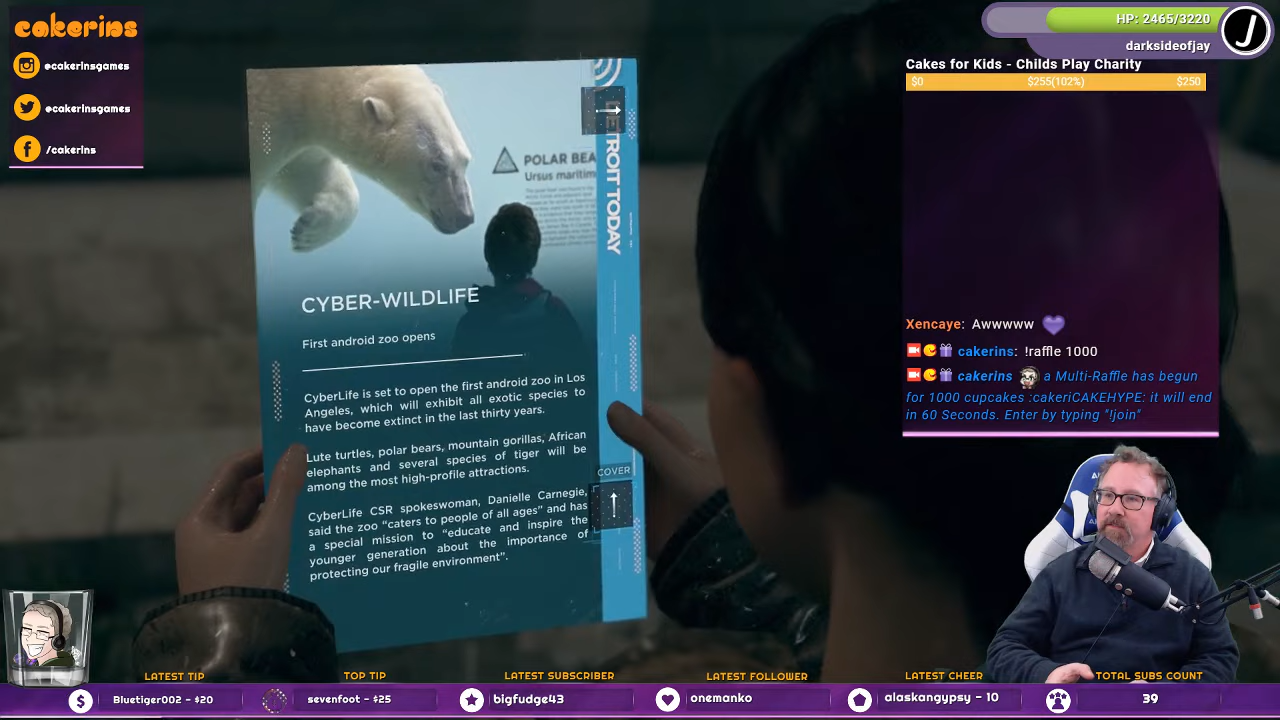 cakerins
@cakerinsgames
@cakerinsgames
/cakerins
HP: 2465/3220
darksideofjay
Cakes for Kids - Childs Play Charity
$0 $255(102%) $250
POLAR BEA
Ursus maritim
DETROIT TODAY
CYBER-WILDLIFE
First android zoo opens
CyberLife is set to open the first android zoo in Los
Angeles, which will exhibit all exotic species to
have become extinct in the last thirty years.
Lute turtles, polar bears, mountain gorillas, African
elephants and several species of tiger will be
among the most high-profile attractions.
CyberLife CSR spokeswoman, Danielle Carnegie,
said the zoo “caters to people of all ages” and has
a special mission to “educate and inspire the
younger generation about the importance of
protecting our fragile environment”.
COVER
Xencaye: Awwwww
cakerins: !raffle 1000
cakerins a Multi-Raffle has begun
for 1000 cupcakes :cakeriCAKEHYPE: it will end
in 60 Seconds. Enter by typing "!join"
LATEST TIP
Bluetiger002 - $20
TOP TIP
sevenfoot - $25
LATEST SUBSCRIBER
bigfudge43
LATEST FOLLOWER
onemanko
LATEST CHEER
alaskangypsy - 10
TOTAL SUBS COUNT
39